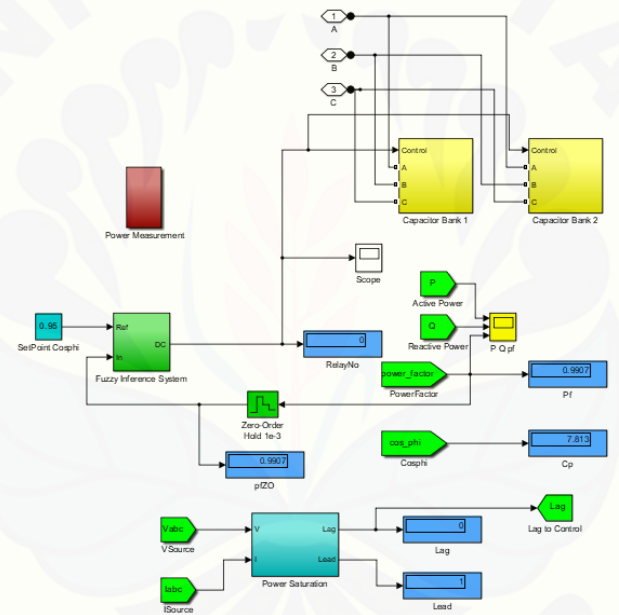 1
A
2
B
3
C
Control
A
B
C
Capacitor Bank 1
Control
A
B
C
Capacitor Bank 2
Power Measurement
Scope
P
Active Power
Q
Reactive Power
P Q pf
0.95
SetPoint Cosphi
Ref
In
DC
Fuzzy Inference System
0
RelayNo
power_factor
PowerFactor
0.9907
Pf
Zero-Order
Hold 1e-3
0.9907
pfZO
cos_phi
Cosphi
7.813
Cp
Vabc
VSource
Iabc
ISource
V
I
Lag
Lead
Power Saturation
0
Lag
1
Lead
Lag
Lag to Control